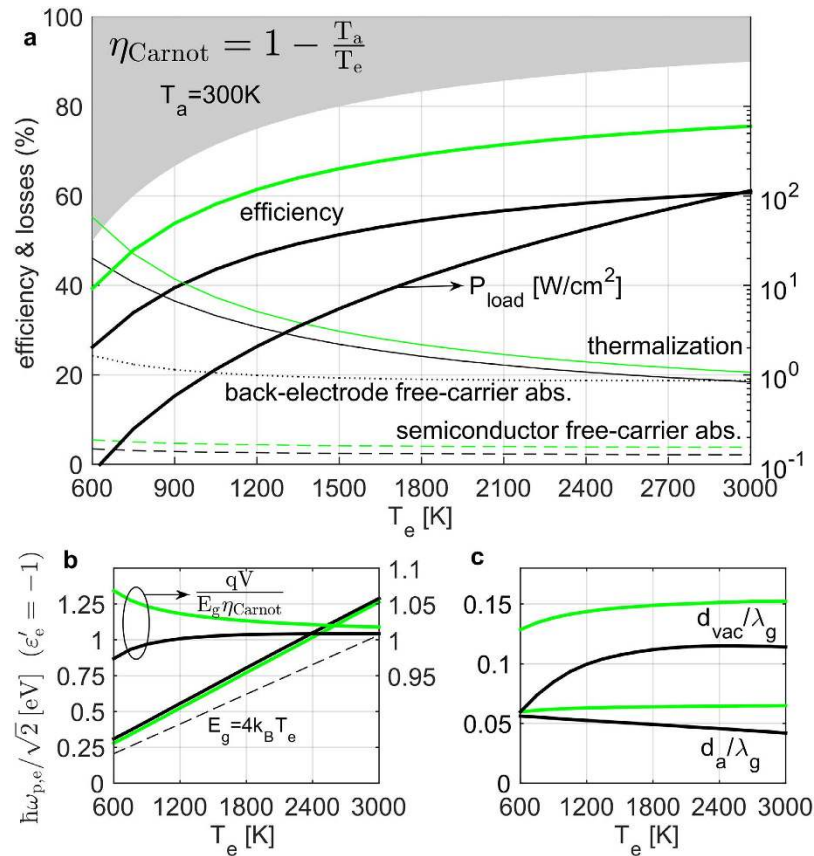 a
100
80
60
40
20
0
efficiency & losses (%)
η_Carnot = 1 − T_a/T_e
T_a=300K
efficiency
P_load [W/cm²]
thermalization
back-electrode free-carrier abs.
semiconductor free-carrier abs.
10²
10¹
10⁰
10⁻¹
600 900 1200 1500 1800 2100 2400 2700 3000
T_e [K]
b
ħω_p,e/√2 [eV] (ε′_e = −1)
1.25
1
0.75
0.5
0.25
0
qV/(E_g η_Carnot)
E_g=4k_BT_e
1.1
1.05
1
0.95
600 1200 1800 2400 3000
T_e [K]
c
0.15
0.1
0.05
0
d_vac/λ_g
d_a/λ_g
600 1200 1800 2400 3000
T_e [K]